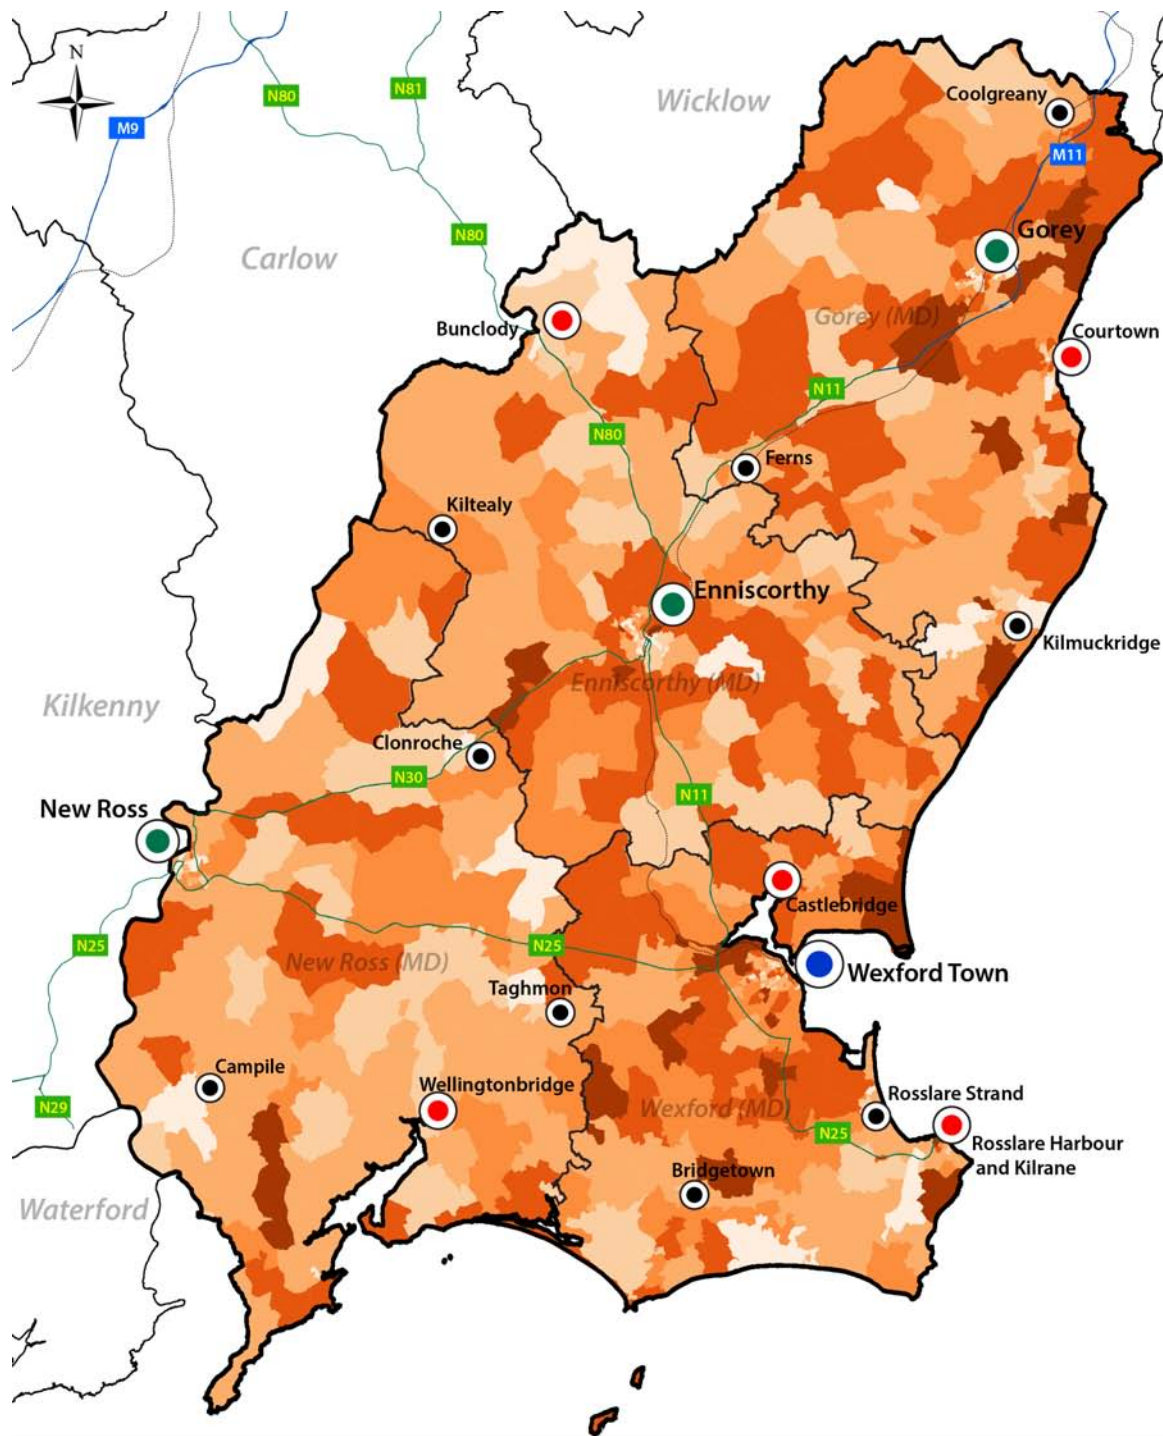 N
N80
N81
Wicklow
Coolgreany
M9
M11
Gorey
N80
Carlow
Gorey (MD)
Bunclody
Courtown
N11
N80
Ferns
Kiltealy
Enniscorthy
Kilmuckridge
Enniscorthy (MD)
Kilkenny
Clonroche
N30
N11
New Ross
Castlebridge
N25
N25
New Ross (MD)
Wexford Town
Taghmon
Campile
Wellingtonbridge
Rosslare Strand
N29
Wexford (MD)
N25
Rosslare Harbour
and Kilrane
Bridgetown
Waterford